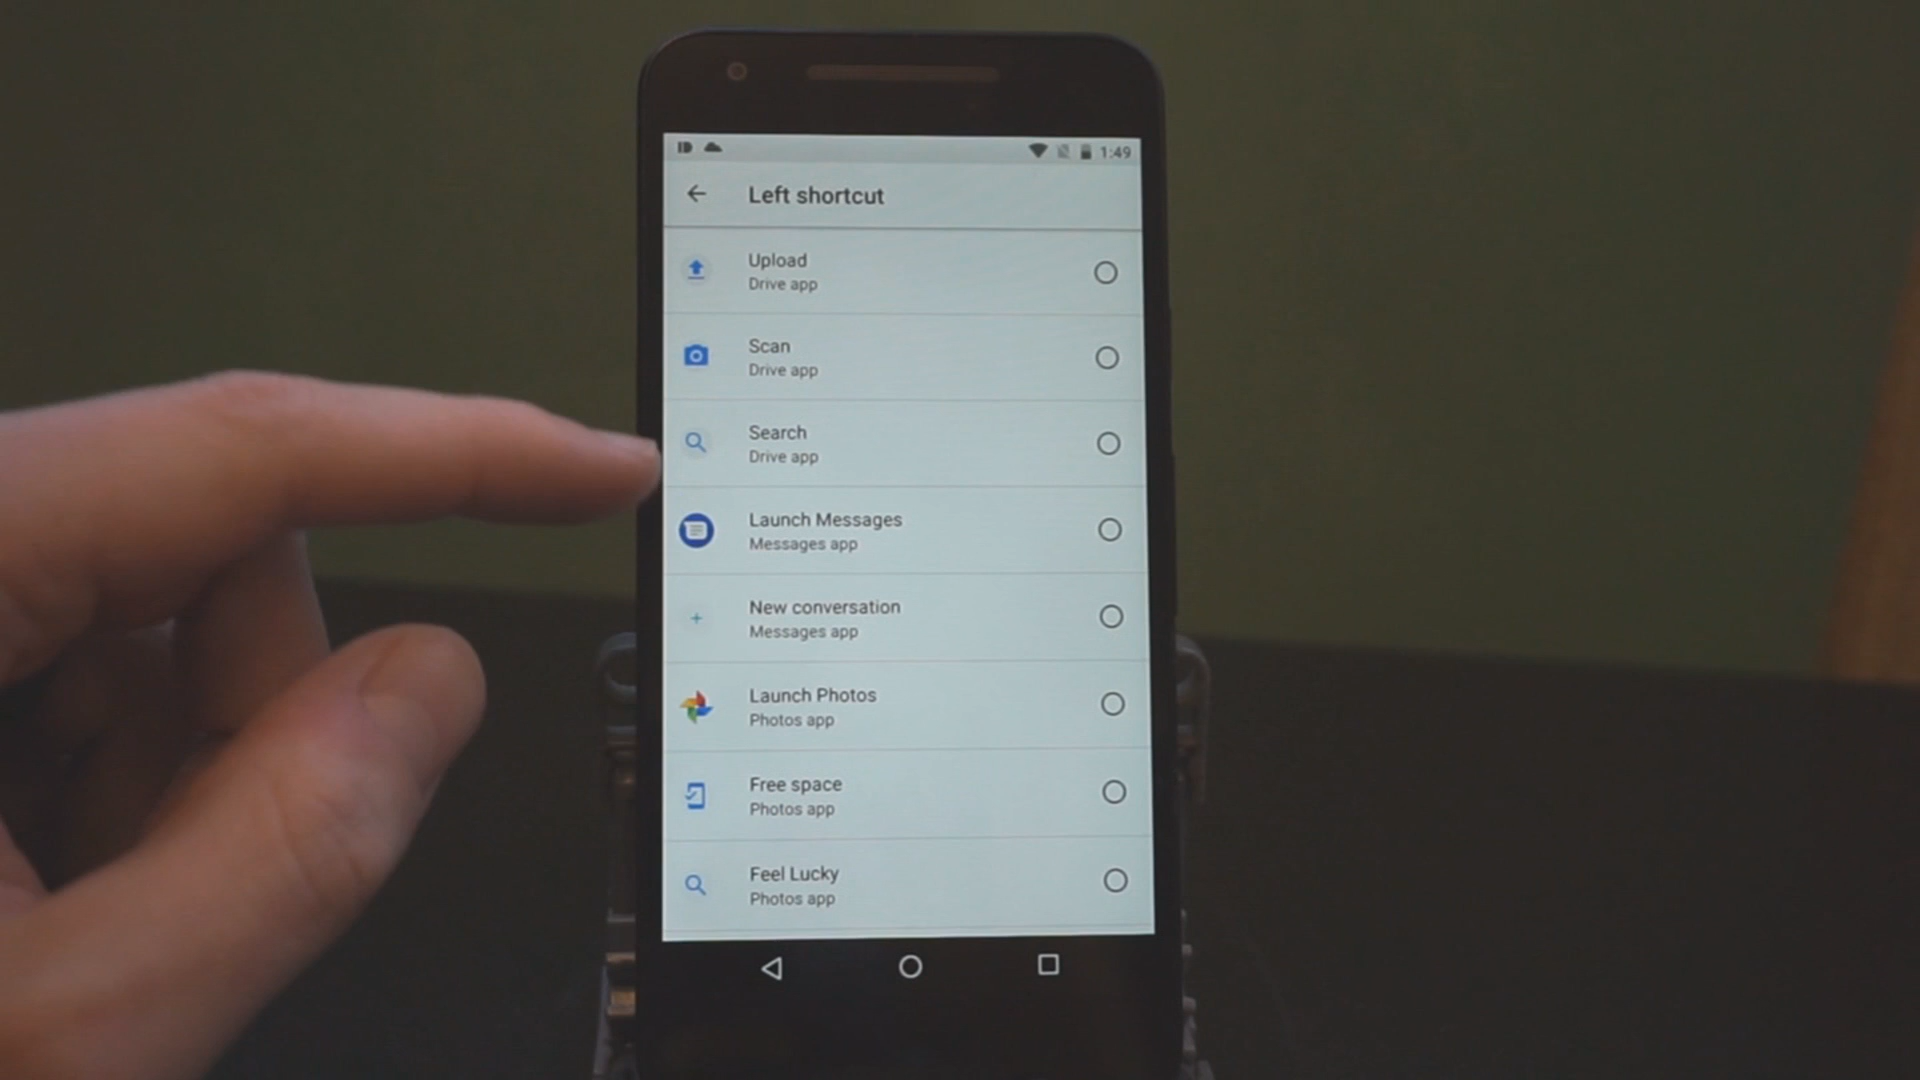 1:49
Left shortcut
Upload
Drive app
Scan
Drive app
Search
Drive app
Launch Messages
Messages app
New conversation
Messages app
Launch Photos
Photos app
Free space
Photos app
Feel Lucky
Photos app